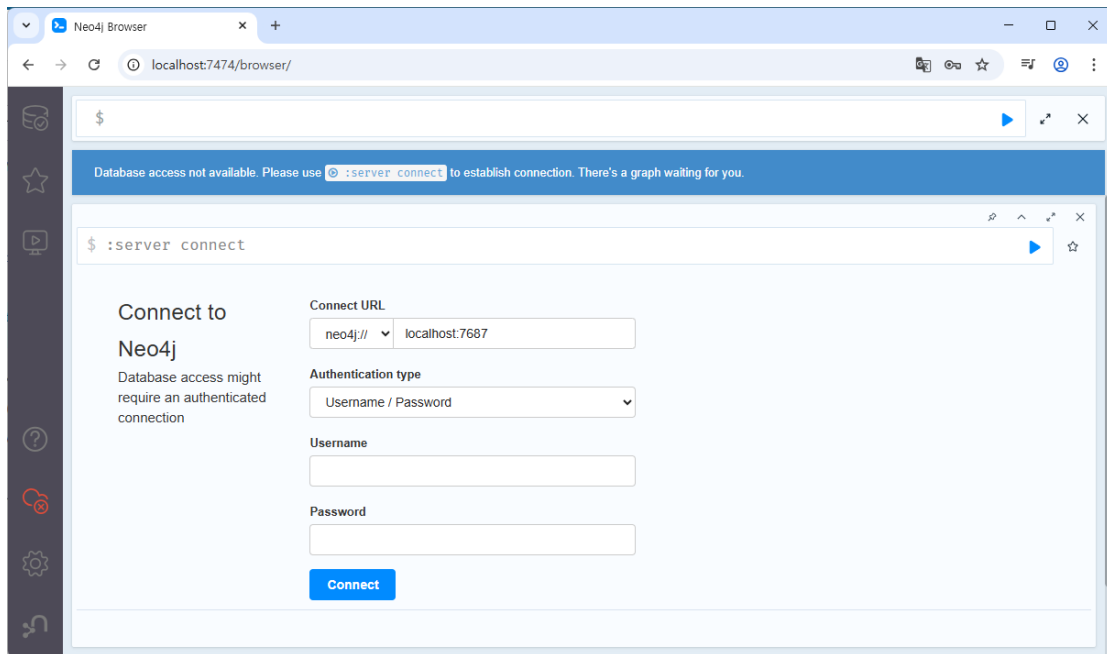 Neo4j Browser
localhost:7474/browser/
$
Database access not available. Please use :server connect to establish connection. There's a graph waiting for you.
$ :server connect
Connect to
Neo4j
Database access might
require an authenticated
connection
Connect URL
neo4j:// localhost:7687
Authentication type
Username / Password
Username
Password
Connect